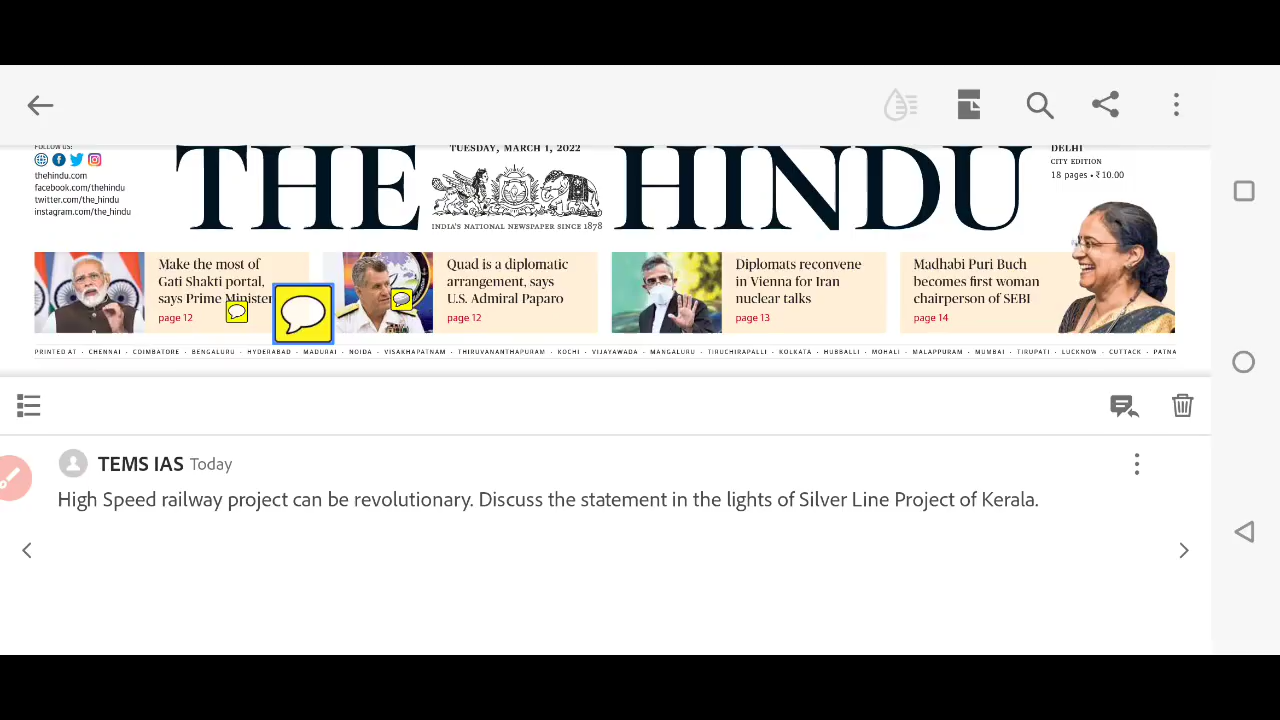 FOLLOW US:
thehindu.com
facebook.com/thehindu
twitter.com/the_hindu
instagram.com/the_hindu
THE HINDU
TUESDAY, MARCH 1, 2022
INDIA'S NATIONAL NEWSPAPER SINCE 1878
DELHI
CITY EDITION
18 pages • ₹10.00
Make the most of
Gati Shakti portal,
says Prime Minister
page 12
Quad is a diplomatic
arrangement, says
U.S. Admiral Paparo
page 12
Diplomats reconvene
in Vienna for Iran
nuclear talks
page 13
Madhabi Puri Buch
becomes first woman
chairperson of SEBI
page 14
PRINTED AT · CHENNAI · COIMBATORE · BENGALURU · HYDERABAD · MADURAI · NOIDA · VISAKHAPATNAM · THIRUVANANTHAPURAM · KOCHI · VIJAYAWADA · MANGALURU · TIRUCHIRAPALLI · KOLKATA · HUBBALLI · MOHALI · MALAPPURAM · MUMBAI · TIRUPATI · LUCKNOW · CUTTACK · PATNA
TEMS IAS Today
High Speed railway project can be revolutionary. Discuss the statement in the lights of Silver Line Project of Kerala.